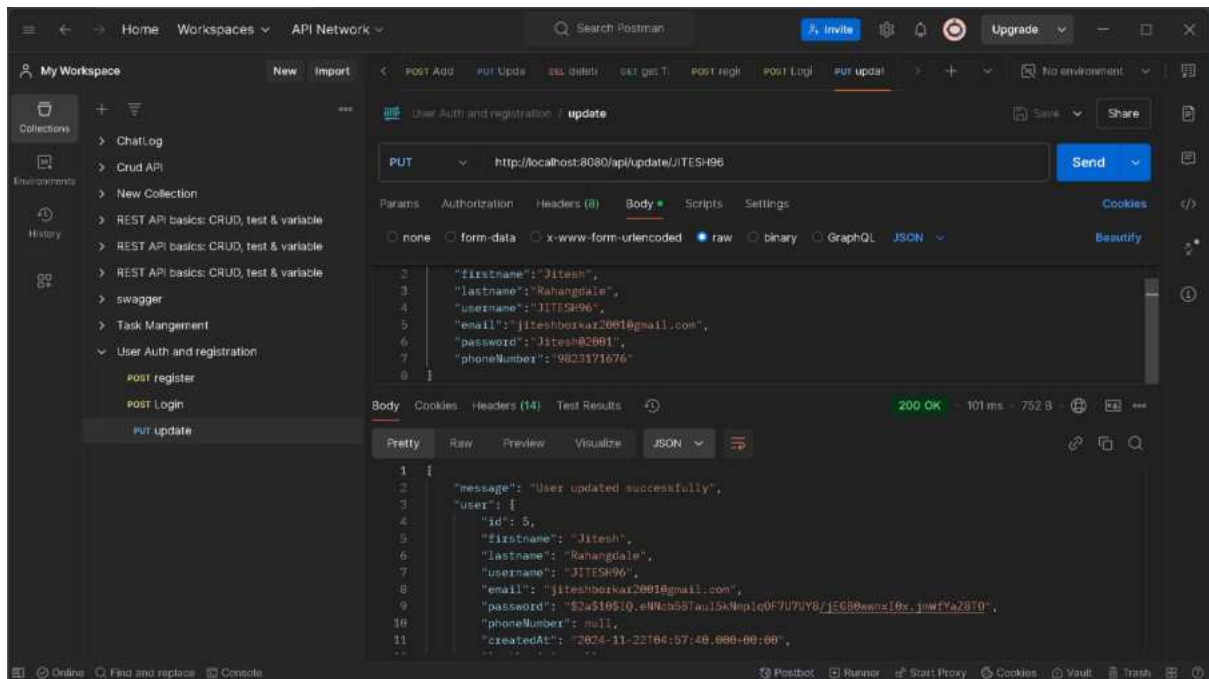 Home Workspaces API Network Search Postman Invite Upgrade
My Workspace New Import POST Add PUT Upda DEL deleti GET get T POST regi POST Logi PUT updat No environment
Collections
Environments
History
ChatLog
Crud API
New Collection
REST API basics: CRUD, test & variable
REST API basics: CRUD, test & variable
REST API basics: CRUD, test & variable
swagger
Task Mangement
User Auth and registration
POST register
POST Login
PUT update
User Auth and registration / update Save Share
PUT http://localhost:8080/api/update/JITESH96 Send
Params Authorization Headers (8) Body Scripts Settings Cookies
none form-data x-www-form-urlencoded raw binary GraphQL JSON Beautify
2 "firstname":"Jitesh",
3 "lastname":"Rahangdale",
4 "username":"JITESH96",
5 "email":"jiteshborkar2001@gmail.com",
6 "password":"Jitesh@2001",
7 "phoneNumber":"9823171676"
8 }
Body Cookies Headers (14) Test Results 200 OK 101 ms 752 B
Pretty Raw Preview Visualize JSON
1 {
2 "message": "User updated successfully",
3 "user": {
4 "id": 5,
5 "firstname": "Jitesh",
6 "lastname": "Rahangdale",
7 "username": "JITESH96",
8 "email": "jiteshborkar2001@gmail.com",
9 "password":
10 "phoneNumber": null,
11 "createdAt": "2024-11-22T04:57:40.000+00:00",
Online Find and replace Console Postbot Runner Start Proxy Cookies Vault Trash